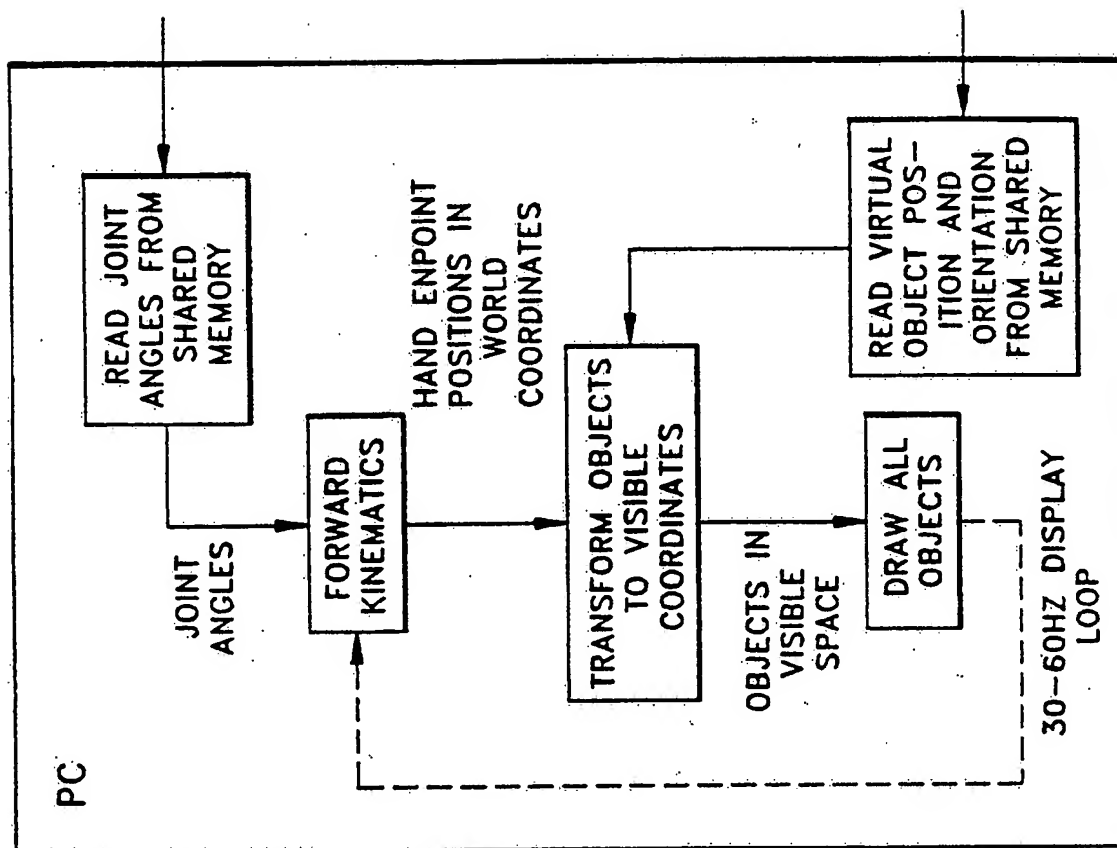 PC
READ JOINT
ANGLES FROM
SHARED
MEMORY
JOINT
ANGLES
FORWARD
KINEMATICS
HAND ENPOINT
POSITIONS IN
WORLD
COORDINATES
TRANSFORM OBJECTS
TO VISIBLE
COORDINATES
READ VIRTUAL
OBJECT POS-
ITION AND
ORIENTATION
FROM SHARED
MEMORY
OBJECTS IN
VISIBLE
SPACE
DRAW ALL
OBJECTS
30-60HZ DISPLAY
LOOP